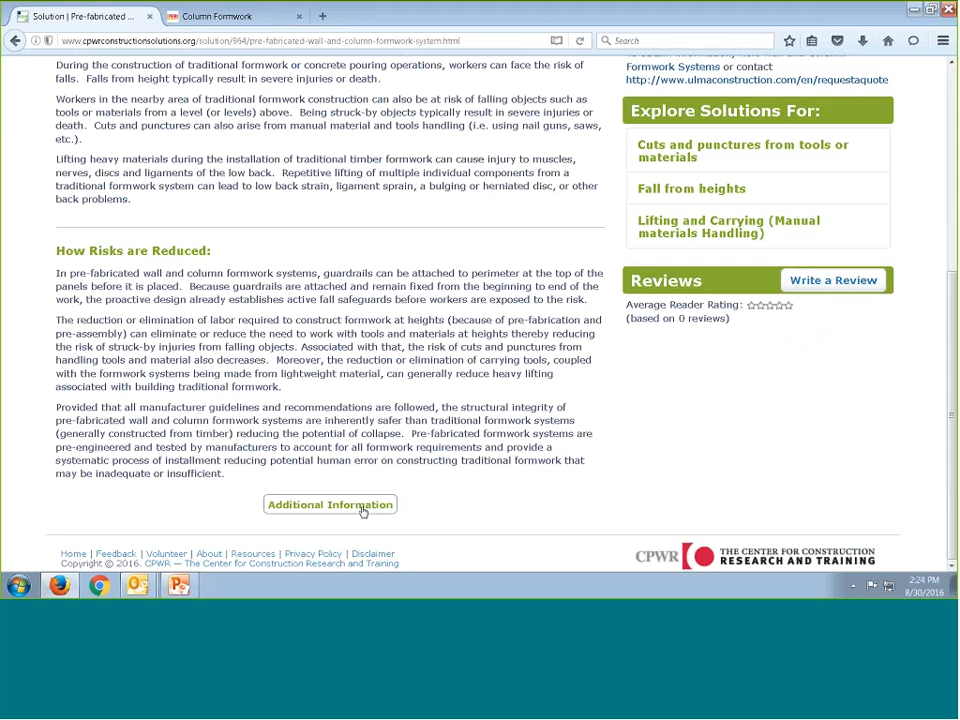 Solution | Pre-fabricated ...
PERI Column Formwork
www.cpwrconstructionsolutions.org/solution/964/pre-fabricated-wall-and-column-formwork-system.html
Search
During the construction of traditional formwork or concrete pouring operations, workers can face the risk of
falls.  Falls from height typically result in severe injuries or death.
Workers in the nearby area of traditional formwork construction can also be at risk of falling objects such as
tools or materials from a level (or levels) above.  Being struck-by objects typically result in severe injuries or
death.  Cuts and punctures can also arise from manual material and tools handling (i.e. using nail guns, saws,
etc.).
Lifting heavy materials during the installation of traditional timber formwork can cause injury to muscles,
nerves, discs and ligaments of the low back.  Repetitive lifting of multiple individual components from a
traditional formwork system can lead to low back strain, ligament sprain, a bulging or herniated disc, or other
back problems.
How Risks are Reduced:
In pre-fabricated wall and column formwork systems, guardrails can be attached to perimeter at the top of the
panels before it is placed.  Because guardrails are attached and remain fixed from the beginning to end of the
work, the proactive design already establishes active fall safeguards before workers are exposed to the risk.
The reduction or elimination of labor required to construct formwork at heights (because of pre-fabrication and
pre-assembly) can eliminate or reduce the need to work with tools and materials at heights thereby reducing
the risk of struck-by injuries from falling objects. Associated with that, the risk of cuts and punctures from
handling tools and material also decreases.  Moreover, the reduction or elimination of carrying tools, coupled
with the formwork systems being made from lightweight material, can generally reduce heavy lifting
associated with building traditional formwork.
Provided that all manufacturer guidelines and recommendations are followed, the structural integrity of
pre-fabricated wall and column formwork systems are inherently safer than traditional formwork systems
(generally constructed from timber) reducing the potential of collapse.  Pre-fabricated formwork systems are
pre-engineered and tested by manufacturers to account for all formwork requirements and provide a
systematic process of installment reducing potential human error on constructing traditional formwork that
may be inadequate or insufficient.
Additional Information
Formwork Systems or contact
http://www.ulmaconstruction.com/en/requestaquote
Explore Solutions For:
Cuts and punctures from tools or
materials
Fall from heights
Lifting and Carrying (Manual
materials Handling)
Reviews
Write a Review
Average Reader Rating:
(based on 0 reviews)
Home | Feedback | Volunteer | About | Resources | Privacy Policy | Disclaimer
Copyright © 2016. CPWR — The Center for Construction Research and Training
CPWR THE CENTER FOR CONSTRUCTION
RESEARCH AND TRAINING
2:24 PM
8/30/2016